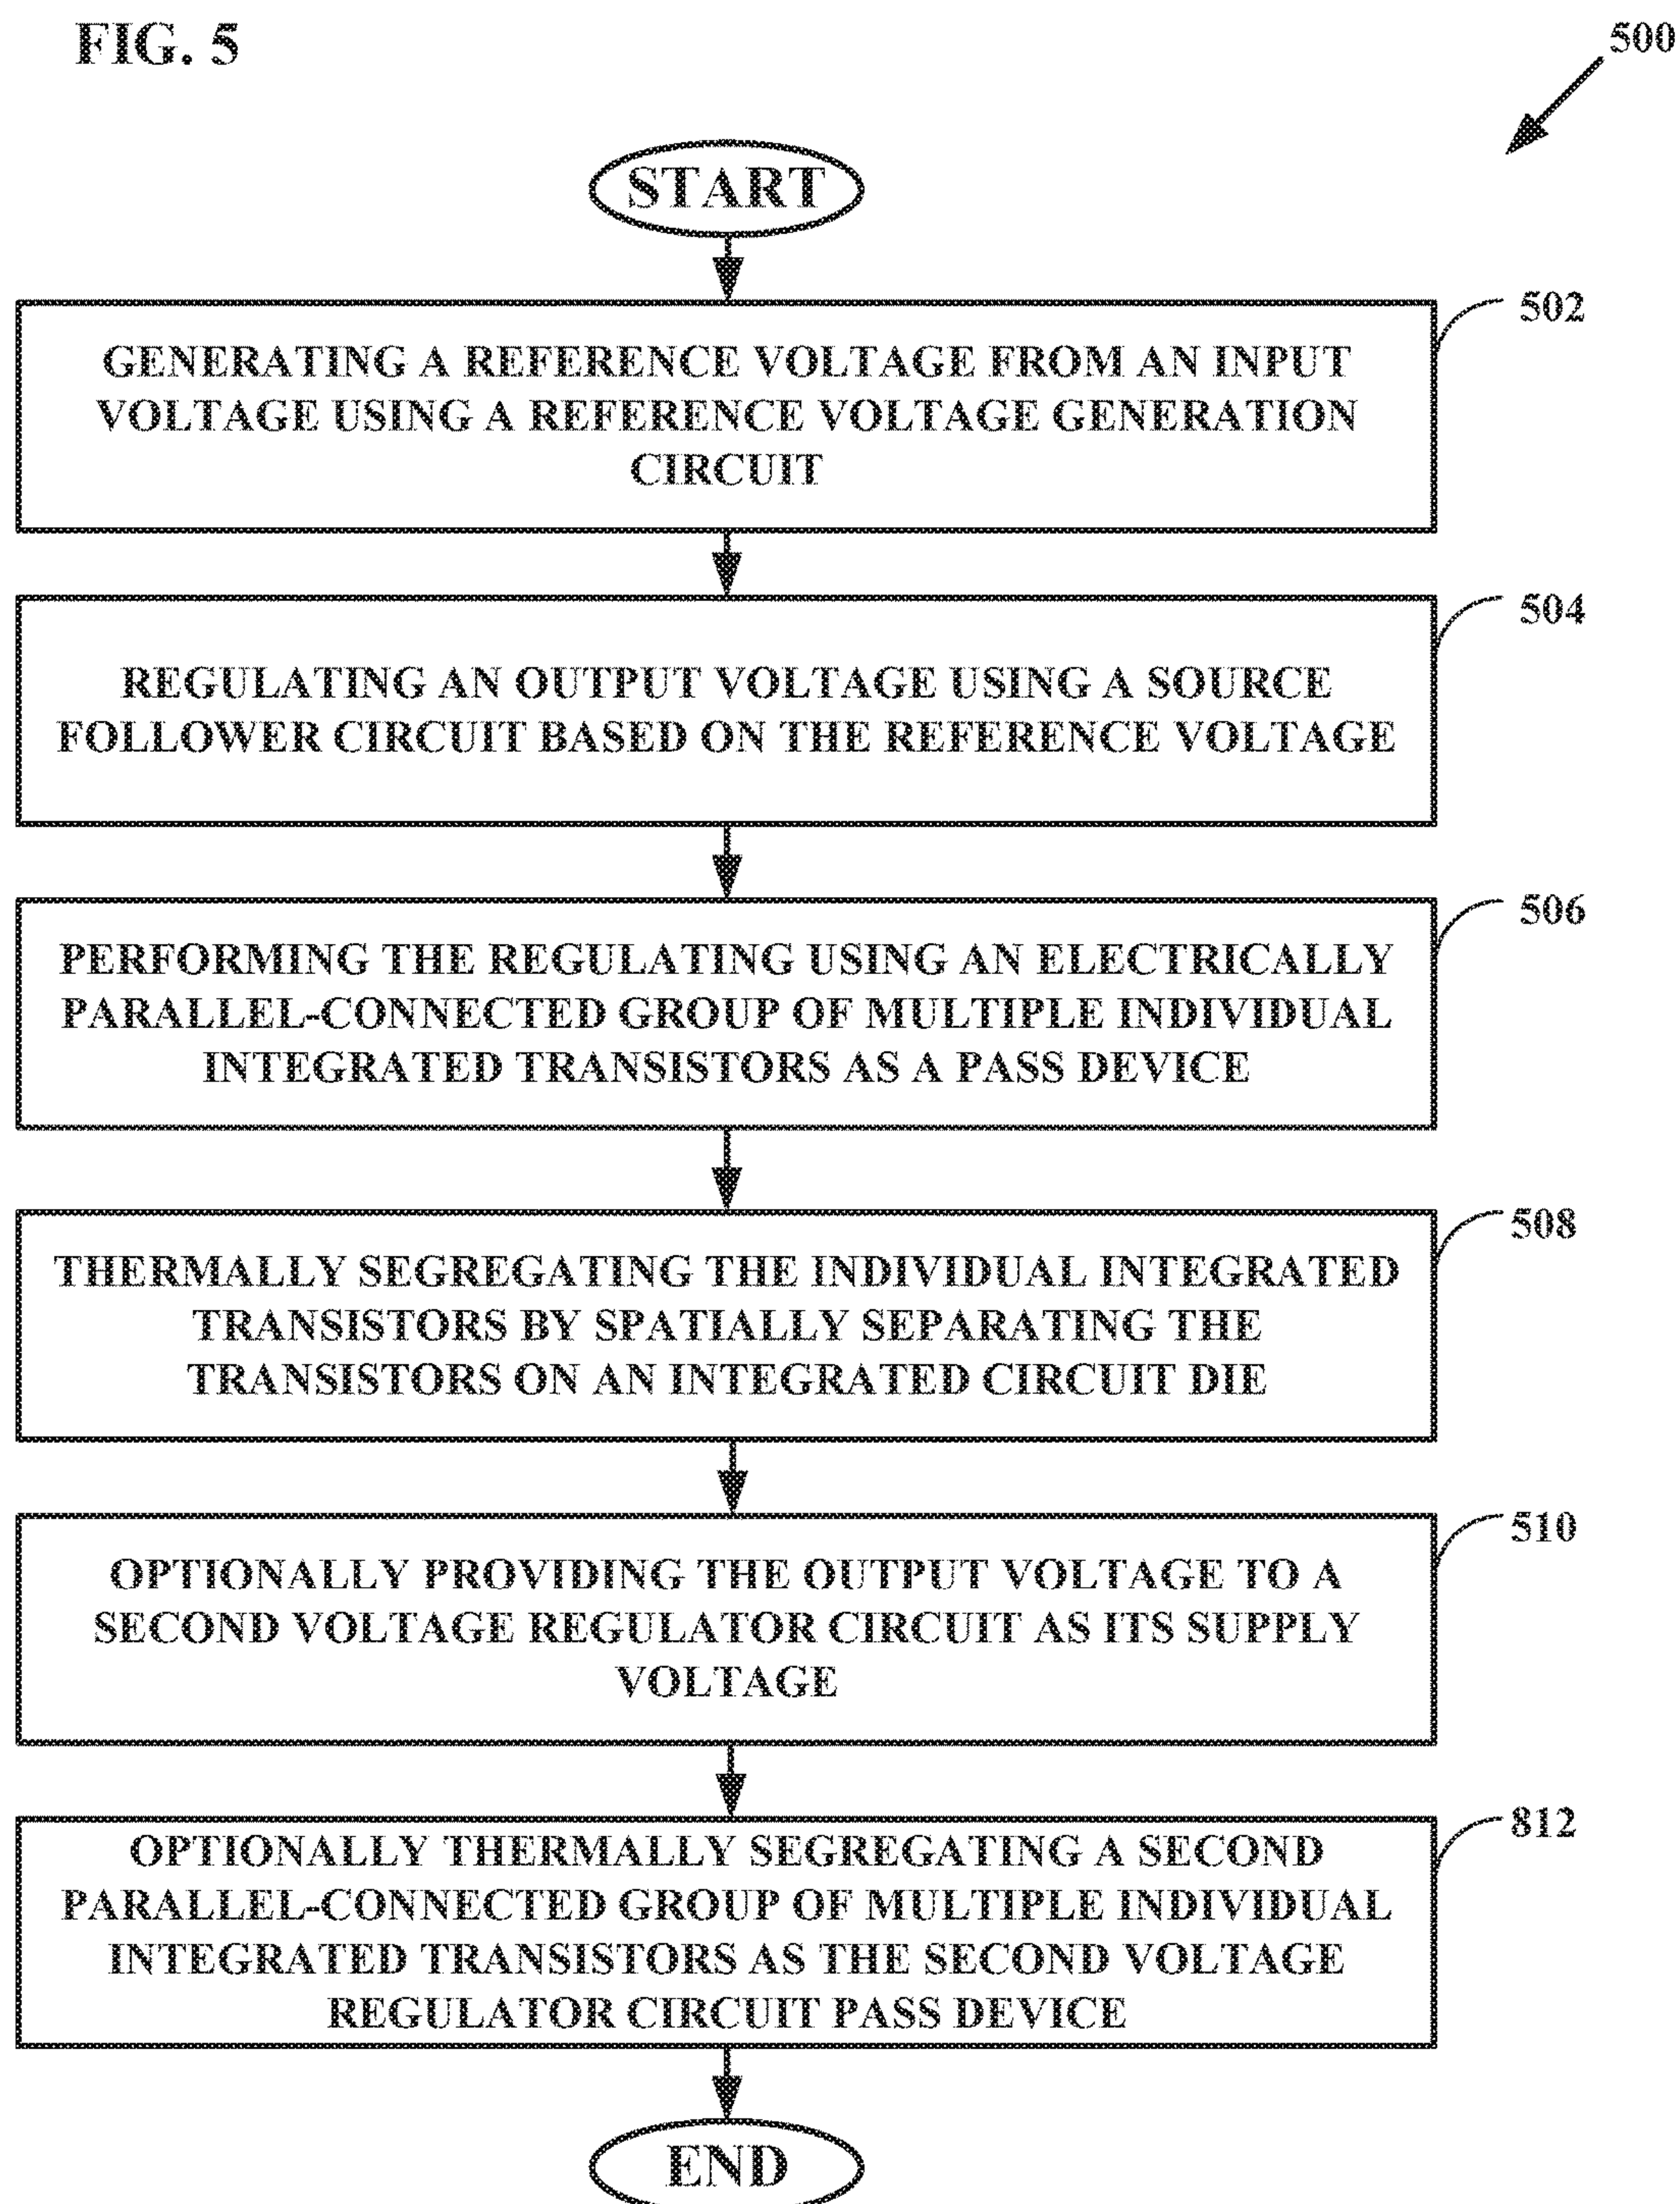 FIG. 5
500
START
502
GENERATING A REFERENCE VOLTAGE FROM AN INPUT
VOLTAGE USING A REFERENCE VOLTAGE GENERATION
CIRCUIT
504
REGULATING AN OUTPUT VOLTAGE USING A SOURCE
FOLLOWER CIRCUIT BASED ON THE REFERENCE VOLTAGE
506
PERFORMING THE REGULATING USING AN ELECTRICALLY
PARALLEL-CONNECTED GROUP OF MULTIPLE INDIVIDUAL
INTEGRATED TRANSISTORS AS A PASS DEVICE
508
THERMALLY SEGREGATING THE INDIVIDUAL INTEGRATED
TRANSISTORS BY SPATIALLY SEPARATING THE
TRANSISTORS ON AN INTEGRATED CIRCUIT DIE
510
OPTIONALLY PROVIDING THE OUTPUT VOLTAGE TO A
SECOND VOLTAGE REGULATOR CIRCUIT AS ITS SUPPLY
VOLTAGE
812
OPTIONALLY THERMALLY SEGREGATING A SECOND
PARALLEL-CONNECTED GROUP OF MULTIPLE INDIVIDUAL
INTEGRATED TRANSISTORS AS THE SECOND VOLTAGE
REGULATOR CIRCUIT PASS DEVICE
END